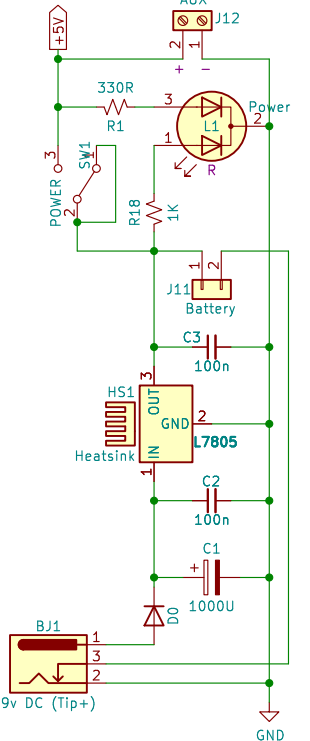 AUX
J12
+5V
2
1
+
−
330R
R1
3
Power
L1
2
1
R
3
SW1
1
POWER
2
R18
1K
J11
1
2
Battery
C3
100n
HS1
3
OUT
GND
2
Heatsink
L7805
IN
1
C2
100n
C1
+
1000U
D0
BJ1
1
3
2
9v DC (Tip+)
GND